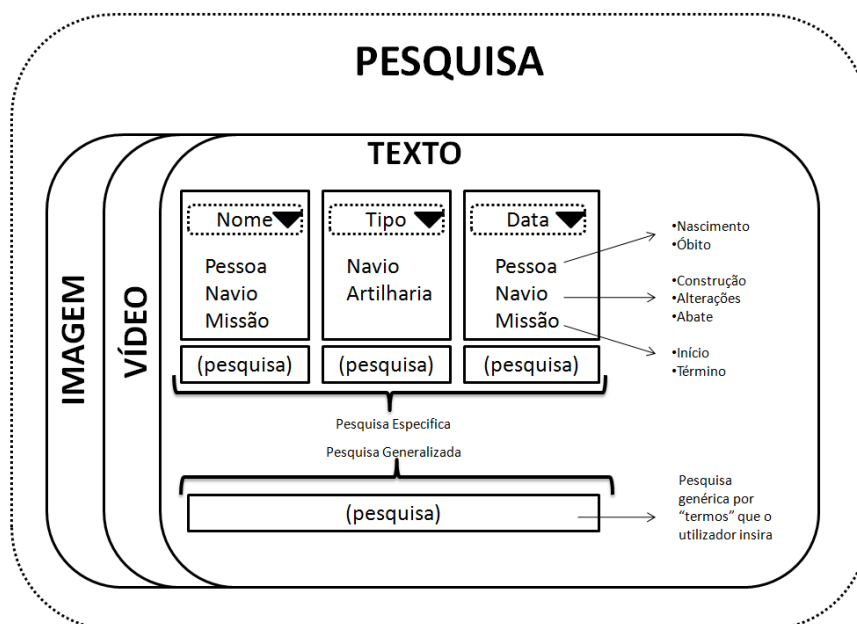 PESQUISA
IMAGEM
VÍDEO
TEXTO
Nome
Pessoa
Navio
Missão
(pesquisa)
Tipo
Navio
Artilharia
(pesquisa)
Data
Pessoa
Navio
Missão
(pesquisa)
•Nascimento
•Óbito
•Construção
•Alterações
•Abate
•Início
•Término
Pesquisa Especifica
Pesquisa Generalizada
(pesquisa)
Pesquisa
genérica por
“termos” que o
utilizador insira